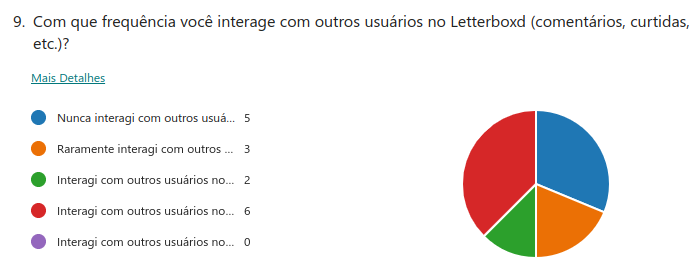 9. Com que frequência você interage com outros usuários no Letterboxd (comentários, curtidas,
etc.)?
Mais Detalhes
Nunca interagi com outros usuá... 5
Raramente interagi com outros ... 3
Interagi com outros usuários no... 2
Interagi com outros usuários no... 6
Interagi com outros usuários no... 0